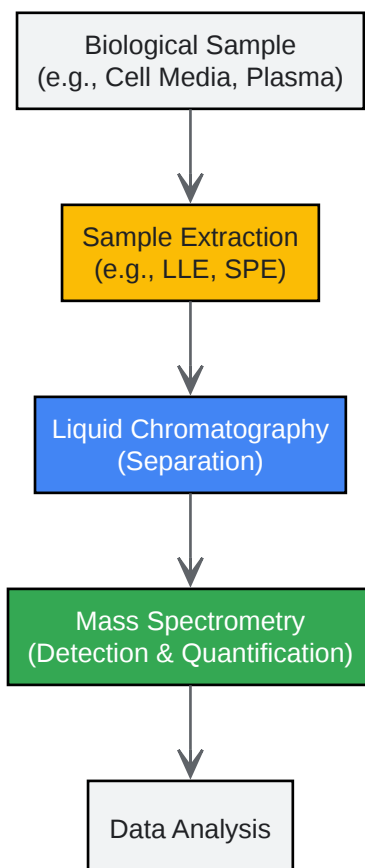 Biological Sample
(e.g., Cell Media, Plasma)
Sample Extraction
(e.g., LLE, SPE)
Liquid Chromatography
(Separation)
Mass Spectrometry
(Detection & Quantification)
Data Analysis